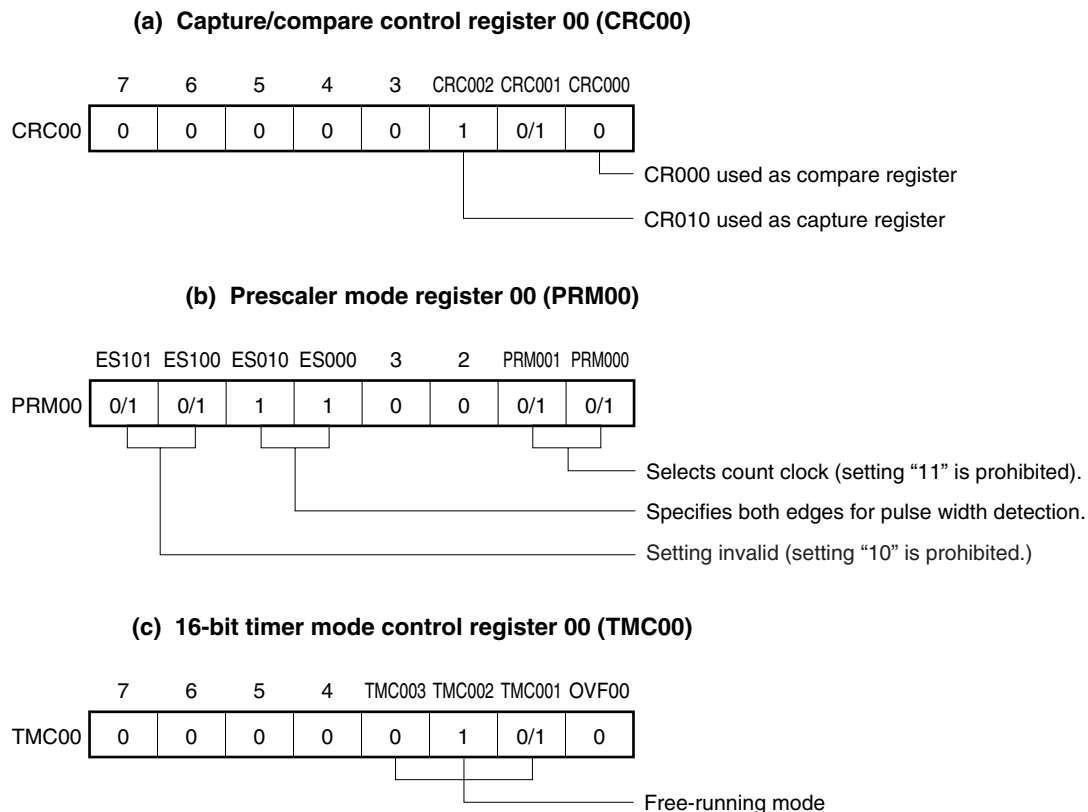 (a) Capture/compare control register 00 (CRC00)
7 6 5 4 3 CRC002 CRC001 CRC000
CRC00 0 0 0 0 0 1 0/1 0
CR000 used as compare register
CR010 used as capture register
(b) Prescaler mode register 00 (PRM00)
ES101 ES100 ES010 ES000 3 2 PRM001 PRM000
PRM00 0/1 0/1 1 1 0 0 0/1 0/1
Selects count clock (setting “11” is prohibited).
Specifies both edges for pulse width detection.
Setting invalid (setting “10” is prohibited.)
(c) 16-bit timer mode control register 00 (TMC00)
7 6 5 4 TMC003 TMC002 TMC001 OVF00
TMC00 0 0 0 0 0 1 0/1 0
Free-running mode